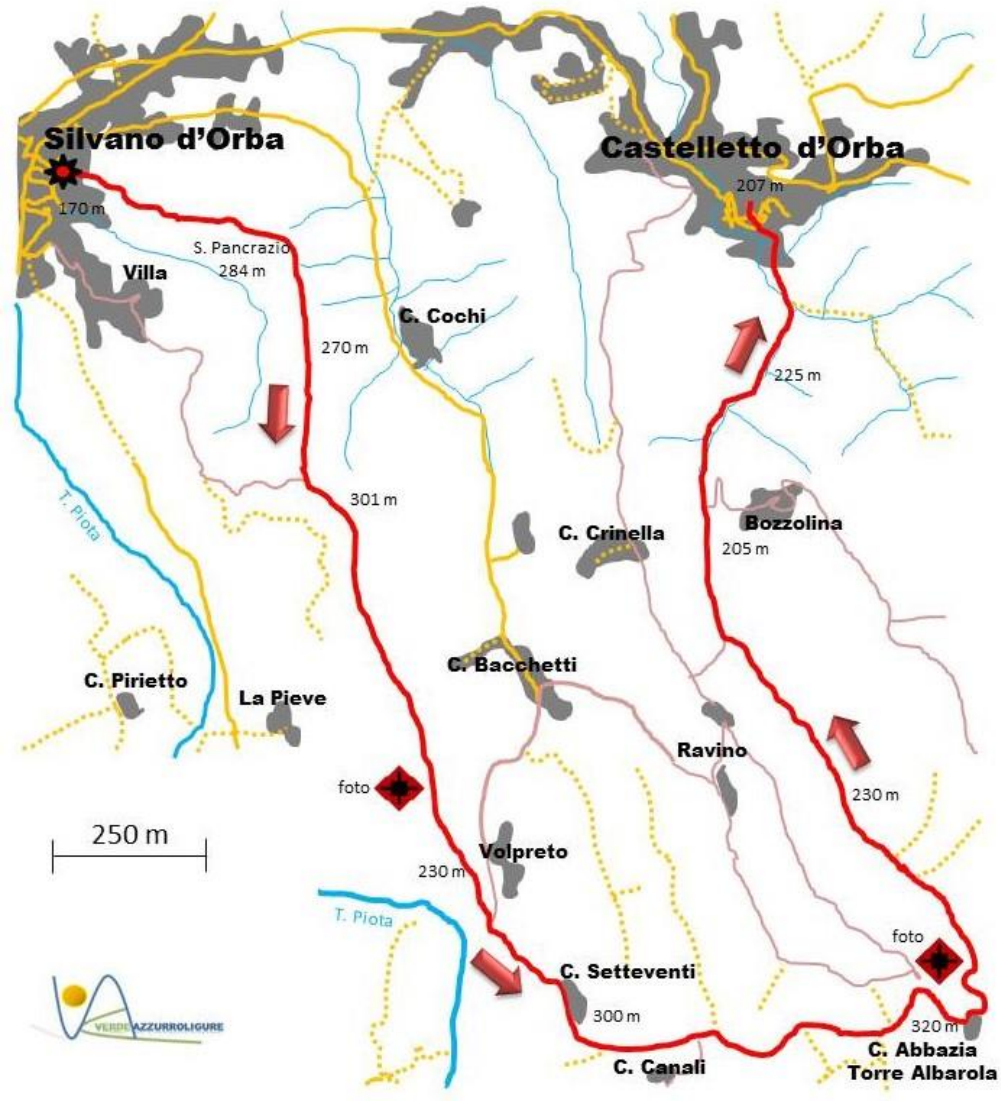 Silvano d'Orba
Castelletto d'Orba
207 m
170 m
S. Pancrazio
284 m
Villa
C. Cochi
270 m
225 m
T. Piota
301 m
C. Crinella
Bozzolina
205 m
C. Bacchetti
C. Pirietto
La Pieve
Ravino
foto
230 m
250 m
Volpreto
230 m
T. Piota
foto
C. Setteventi
300 m
320 m
VERDEAZZURROLIGURE
C. Canali
C. Abbazia
Torre Albarola